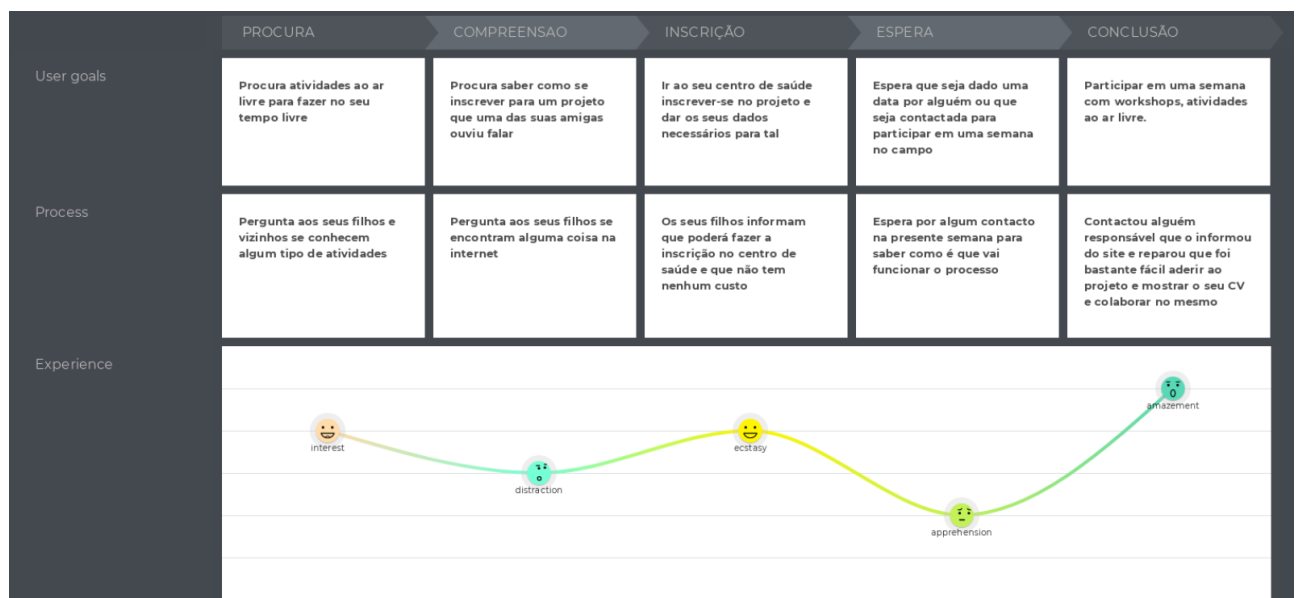 PROCURA
COMPREENSAO
INSCRIÇÃO
ESPERA
CONCLUSÃO
User goals
Procura atividades ao ar
livre para fazer no seu
tempo livre
Procura saber como se
inscrever para um projeto
que uma das suas amigas
ouviu falar
Ir ao seu centro de saúde
inscrever-se no projeto e
dar os seus dados
necessários para tal
Espera que seja dado uma
data por alguém ou que
seja contactada para
participar em uma semana
no campo
Participar em uma semana
com workshops, atividades
ao ar livre.
Process
Pergunta aos seus filhos e
vizinhos se conhecem
algum tipo de atividades
Pergunta aos seus filhos se
encontram alguma coisa na
internet
Os seus filhos informam
que poderá fazer a
inscrição no centro de
saúde e que não tem
nenhum custo
Espera por algum contacto
na presente semana para
saber como é que vai
funcionar o processo
Contactou alguém
responsável que o informou
do site e reparou que foi
bastante fácil aderir ao
projeto e mostrar o seu CV
e colaborar no mesmo
Experience
interest
distraction
ecstasy
apprehension
amazement